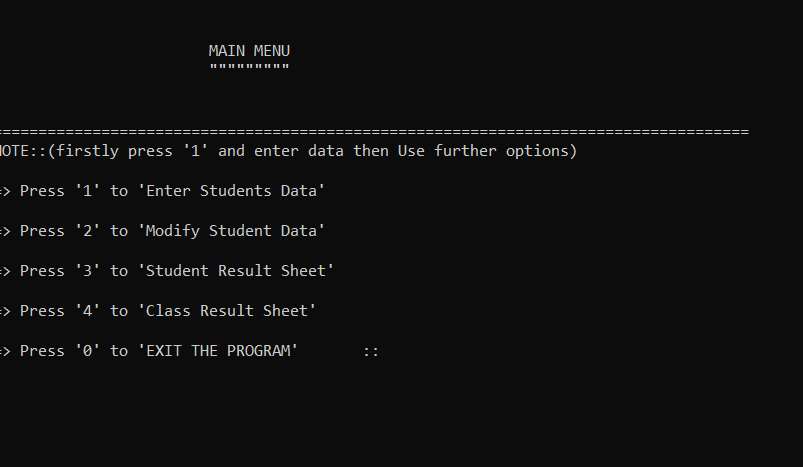 MAIN MENU
"""""""""
====================================================================================
OTE::(firstly press '1' and enter data then Use further options)
=> Press '1' to 'Enter Students Data'
=> Press '2' to 'Modify Student Data'
=> Press '3' to 'Student Result Sheet'
=> Press '4' to 'Class Result Sheet'
=> Press '0' to 'EXIT THE PROGRAM' ::